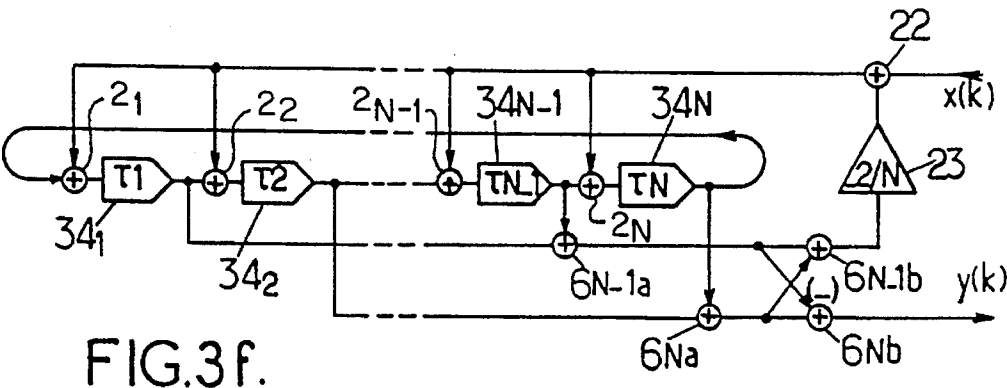 22
x(k)
2₁
2₂
2N-1
34N-1
34N
τ1
τ2
τN-1
τN
-2/N
23
34₁
34₂
2N
6N-1a
6N-1b
(-)
y(k)
6Na
6Nb
FIG.3f.